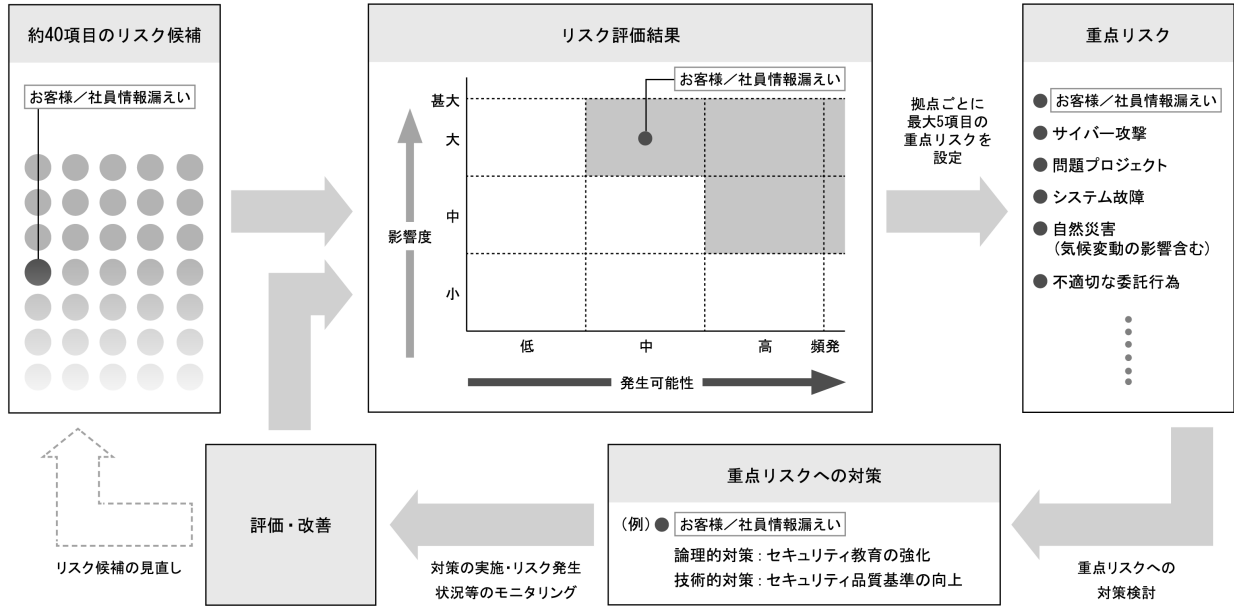 約40項目のリスク候補
お客様／社員情報漏えい
リスク評価結果
お客様／社員情報漏えい
影響度
甚大
大
中
小
低
中
高
頻発
発生可能性
拠点ごとに
最大5項目の
重点リスクを
設定
重点リスク
お客様／社員情報漏えい
サイバー攻撃
問題プロジェクト
システム故障
自然災害
(気候変動の影響含む)
不適切な委託行為
重点リスクへの
対策検討
重点リスクへの対策
(例) お客様／社員情報漏えい
論理的対策：セキュリティ教育の強化
技術的対策：セキュリティ品質基準の向上
対策の実施・リスク発生
状況等のモニタリング
評価・改善
リスク候補の見直し